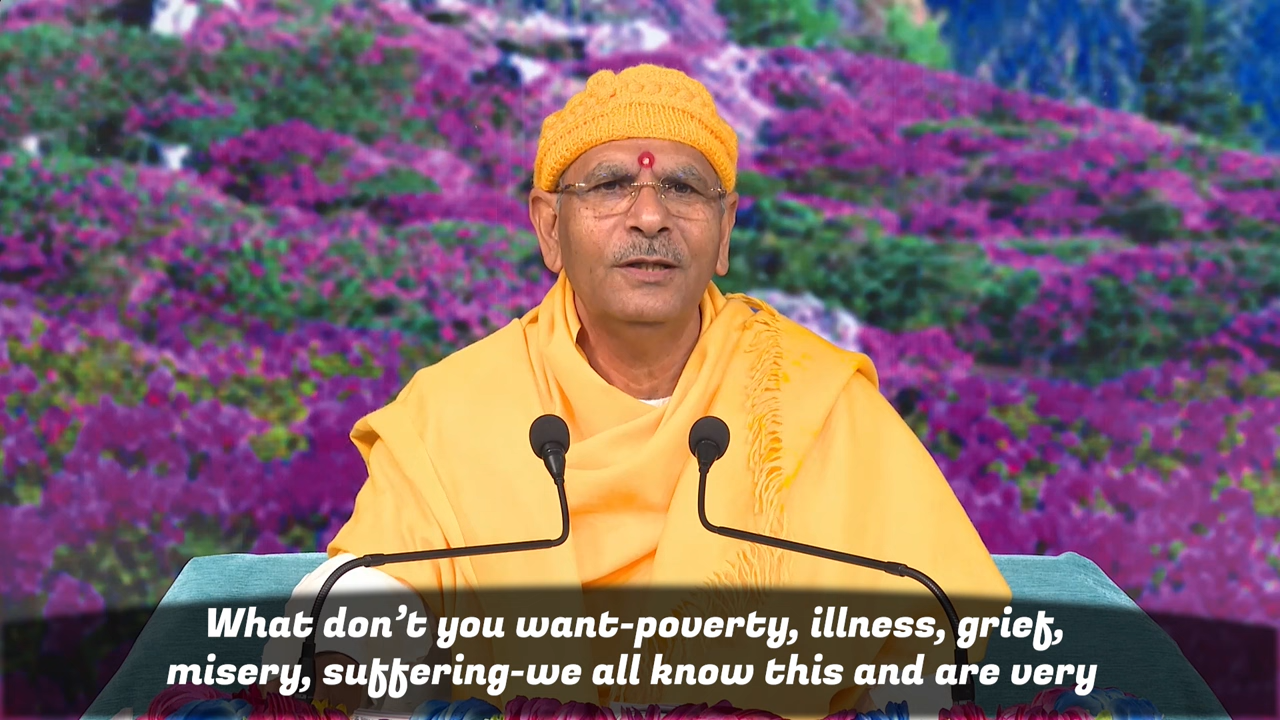 What don’t you want-poverty, illness, grief,
misery, suffering-we all know this and are very